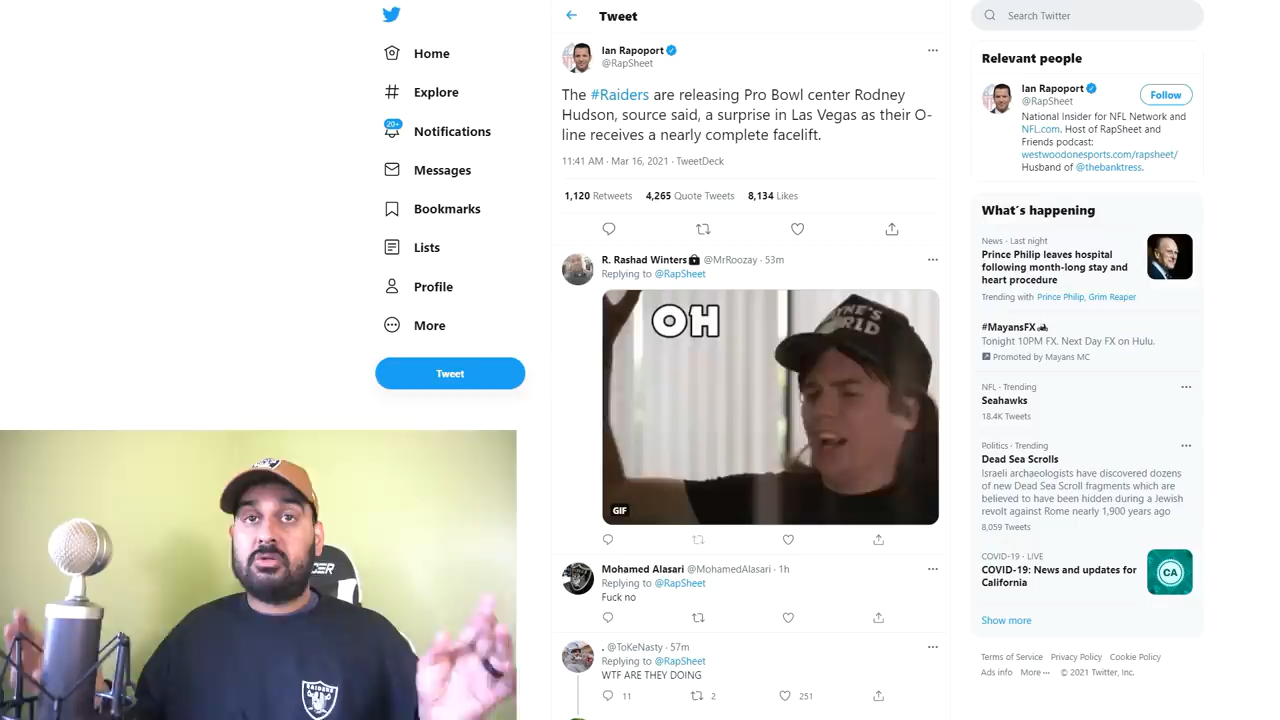 Home
Explore
20+
Notifications
Messages
Bookmarks
Lists
Profile
More
Tweet
Tweet
Ian Rapoport
@RapSheet
The #Raiders are releasing Pro Bowl center Rodney
Hudson, source said, a surprise in Las Vegas as their O-
line receives a nearly complete facelift.
11:41 AM · Mar 16, 2021 · TweetDeck
1,120 Retweets 4,265 Quote Tweets 8,134 Likes
R. Rashad Winters @MrRoozay · 53m
Replying to @RapSheet
OH
WORLD
GIF
Mohamed Alasari @MohamedAlasari · 1h
Replying to @RapSheet
Fuck no
. @ToKeNasty · 57m
Replying to @RapSheet
WTF ARE THEY DOING
11 2 251
Search Twitter
Relevant people
Ian Rapoport
@RapSheet
Follow
National Insider for NFL Network and
NFL.com. Host of RapSheet and
Friends podcast:
westwoodonesports.com/rapsheet/
Husband of @thebanktress.
What's happening
News · Last night
Prince Philip leaves hospital
following month-long stay and
heart procedure
Trending with Prince Philip, Grim Reaper
#MayansFX
Tonight 10PM FX. Next Day FX on Hulu.
Promoted by Mayans MC
NFL · Trending
Seahawks
18.4K Tweets
Politics · Trending
Dead Sea Scrolls
Israeli archaeologists have discovered dozens
of new Dead Sea Scroll fragments which are
believed to have been hidden during a Jewish
revolt against Rome nearly 1,900 years ago
8,059 Tweets
COVID-19 · LIVE
COVID-19: News and updates for
California
CA
Show more
Terms of Service Privacy Policy Cookie Policy
Ads info More © 2021 Twitter, Inc.
RAIDERS